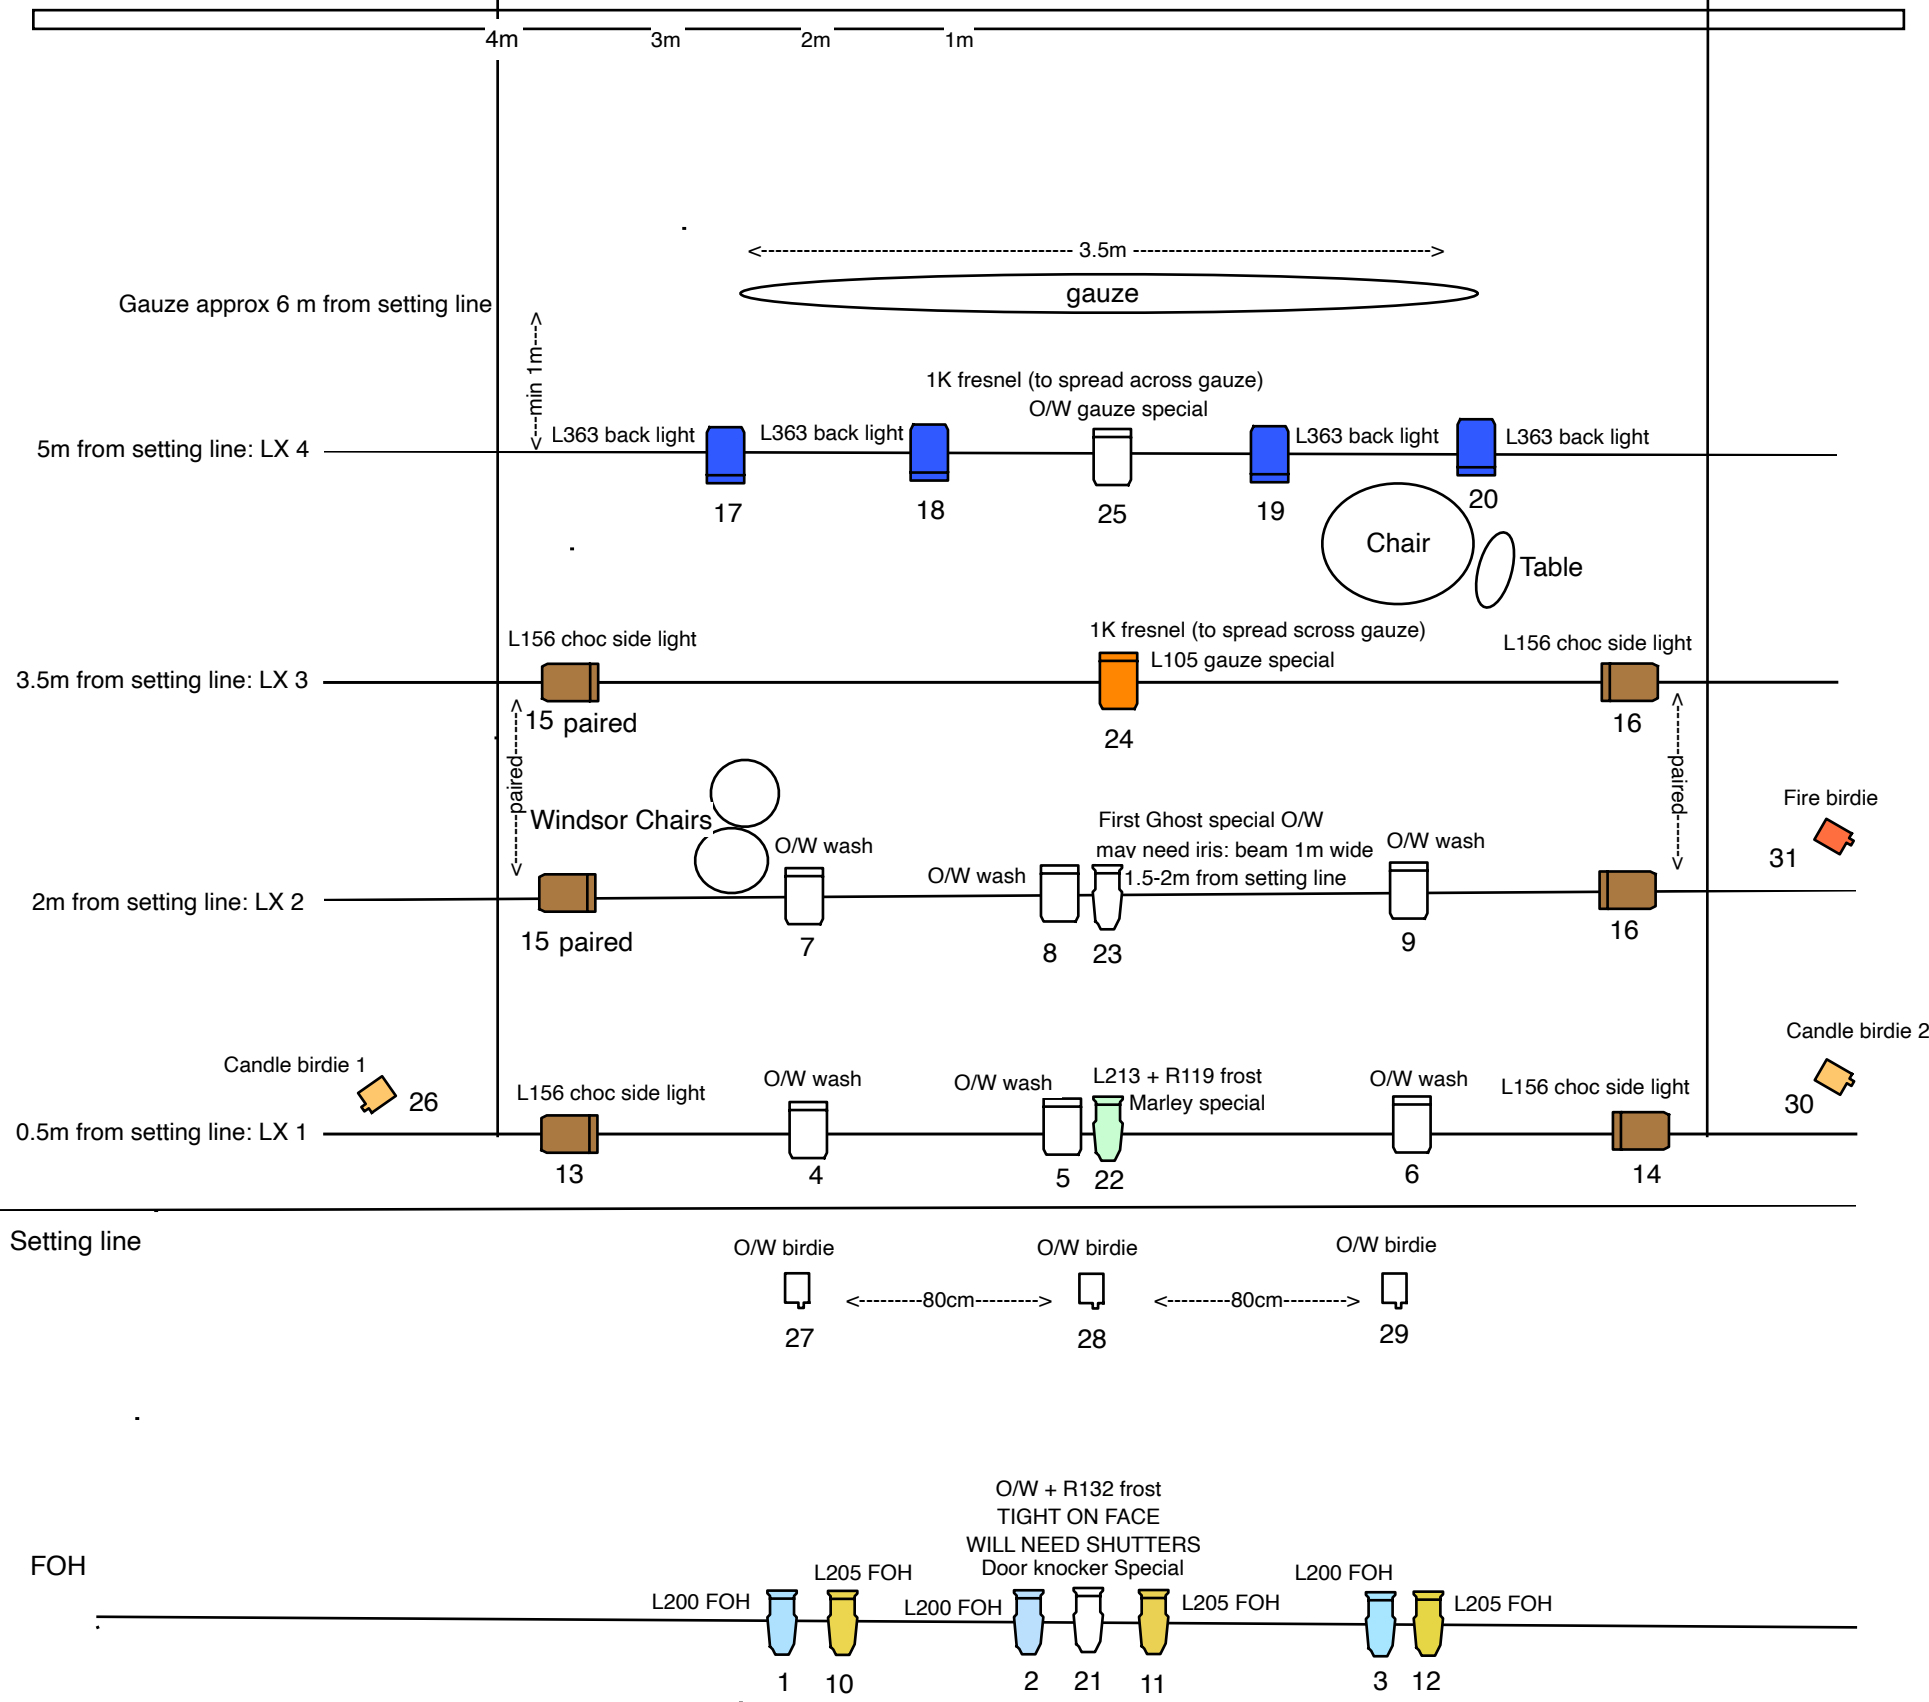 4m
3m
2m
1m
<---------- 3.5m ---------->
gauze
Gauze approx 6 m from setting line
<----min 1m--->
1K fresnel (to spread across gauze)
O/W gauze special
L363 back light
L363 back light
L363 back light
L363 back light
5m from setting line: LX 4
17
18
25
19
20
Chair
Table
L156 choc side light
1K fresnel (to spread scross gauze)
L105 gauze special
L156 choc side light
3.5m from setting line: LX 3
15 paired
24
16
<------paired------>
<------paired------>
Windsor Chairs
Fire birdie
31
First Ghost special O/W
may need iris: beam 1m wide
1.5-2m from setting line
O/W wash
O/W wash
O/W wash
2m from setting line: LX 2
15 paired
7
8
23
9
16
Candle birdie 1
26
Candle birdie 2
30
L156 choc side light
O/W wash
O/W wash
L213 + R119 frost
Marley special
O/W wash
L156 choc side light
0.5m from setting line: LX 1
13
4
5
22
6
14
Setting line
O/W birdie
O/W birdie
O/W birdie
<---------80cm--------->
<---------80cm--------->
27
28
29
O/W + R132 frost
TIGHT ON FACE
WILL NEED SHUTTERS
Door knocker Special
FOH
L200 FOH
L205 FOH
L200 FOH
L205 FOH
L200 FOH
L205 FOH
1
10
2
21
11
3
12